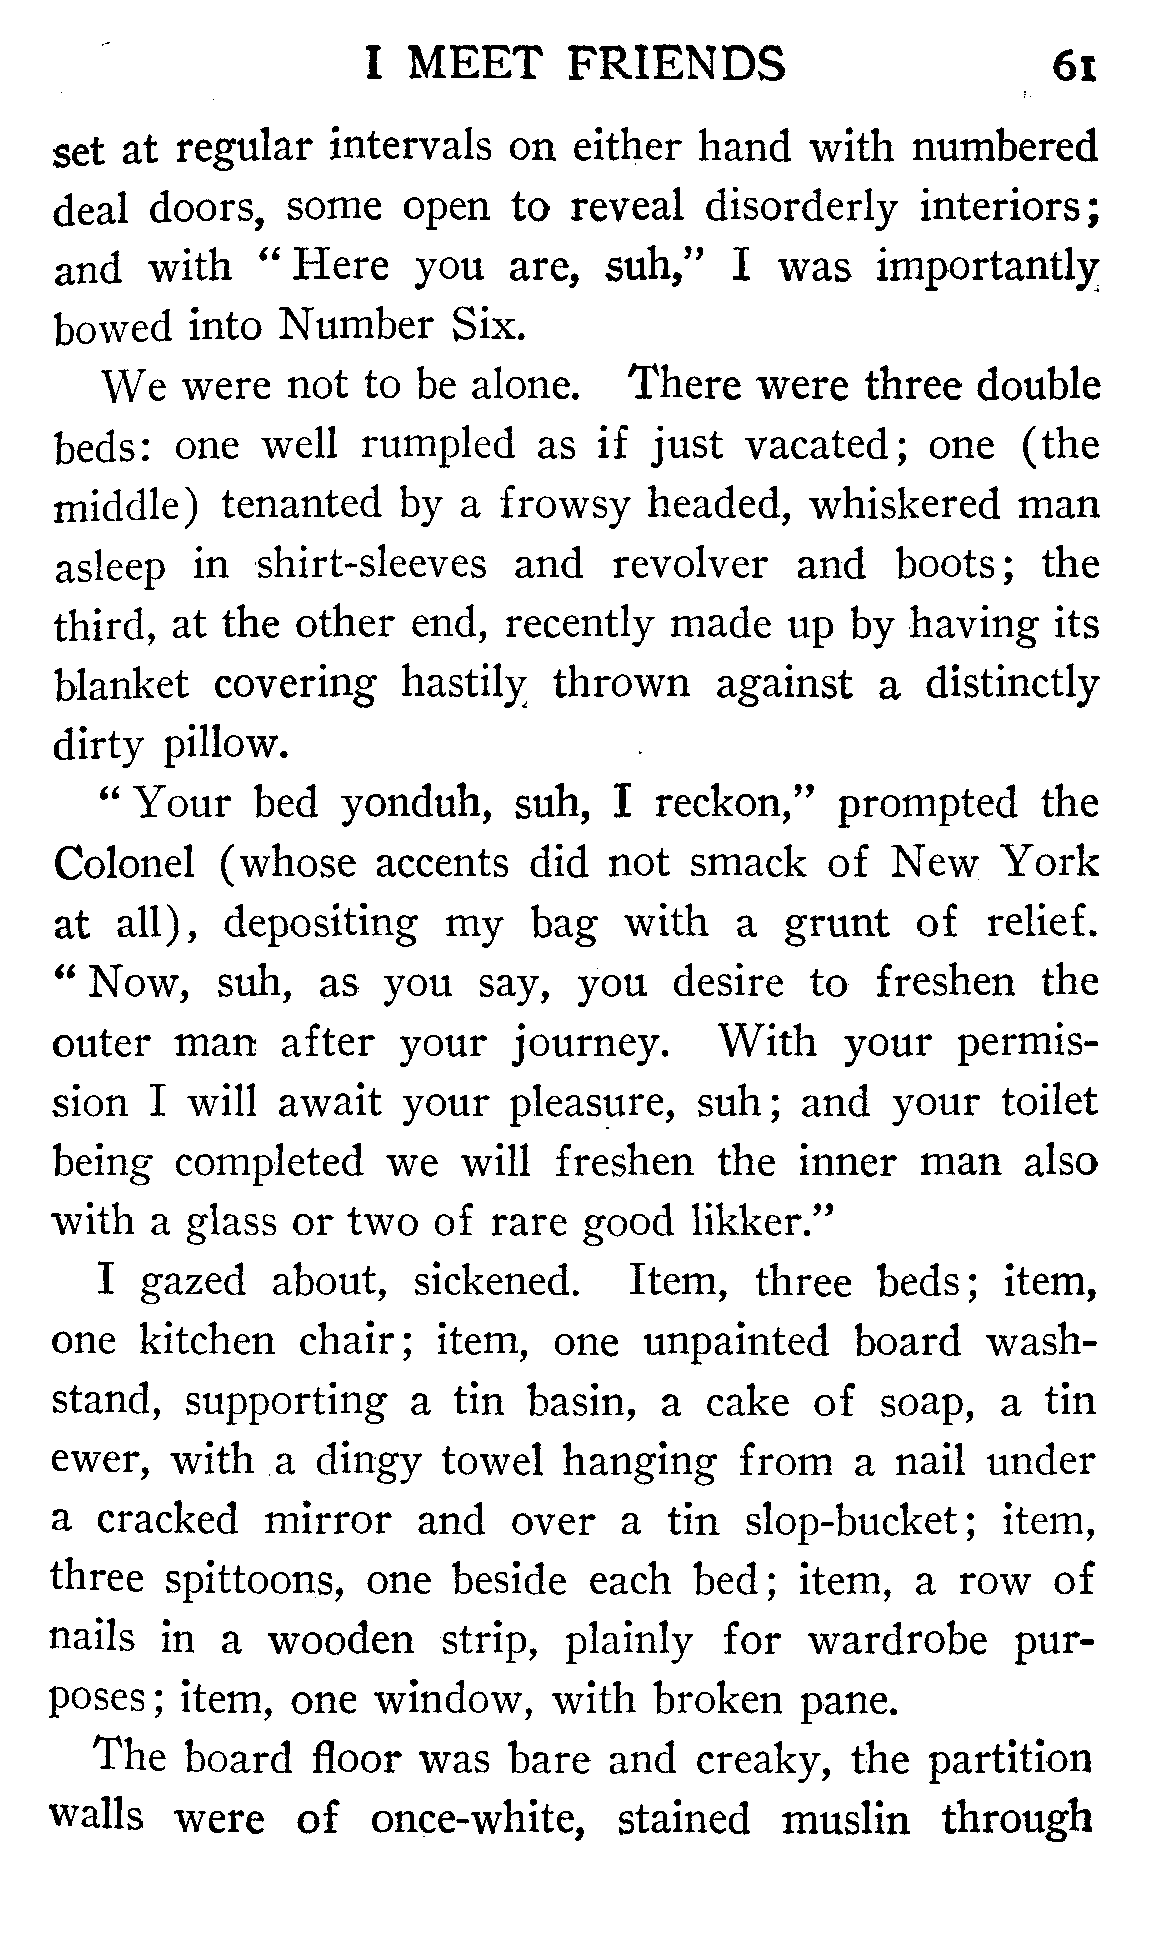 I MEET FRIENDS 61
set at regular intervals on either hand with numbered
deal doors, some open to reveal disorderly interiors;
and with “Here you are, suh,” I was importantly
bowed into Number Six.
We were not to be alone. There were three double
beds: one well rumpled as if just vacated; one (the
middle) tenanted by a frowsy headed, whiskered man
asleep in shirt-sleeves and revolver and boots; the
third, at the other end, recently made up by having its
blanket covering hastily thrown against a distinctly
dirty pillow.
“Your bed yonduh, suh, I reckon,” prompted the
Colonel (whose accents did not smack of New York
at all), depositing my bag with a grunt of relief.
“Now, suh, as you say, you desire to freshen the
outer man after your journey. With your permis-
sion I will await your pleasure, suh; and your toilet
being completed we will freshen the inner man also
with a glass or two of rare good likker.”
I gazed about, sickened. Item, three beds; item,
one kitchen chair; item, one unpainted board wash-
stand, supporting a tin basin, a cake of soap, a tin
ewer, with a dingy towel hanging from a nail under
a cracked mirror and over a tin slop-bucket; item,
three spittoons, one beside each bed; item, a row of
nails in a wooden strip, plainly for wardrobe pur-
poses; item, one window, with broken pane.
The board floor was bare and creaky, the partition
walls were of once-white, stained muslin through